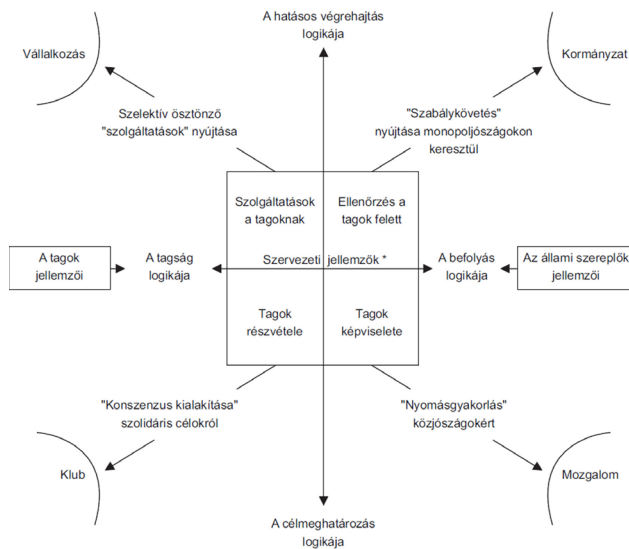 A hatásos végrehajtás
logikája
Vállalkozás
Kormányzat
Szelektív ösztönző
"szolgáltatások" nyújtása
"Szabálykövetés"
nyújtása monopoljószágokon
keresztül
Szolgáltatások
a tagoknak
Ellenőrzés a
tagok felett
A tagok
jellemzői
A tagság
logikája
Szervezeti jellemzők *
A befolyás
logikája
Az állami szereplők
jellemzői
Tagok
részvétele
Tagok
képviselete
"Konszenzus kialakítása"
szolidáris célokról
"Nyomásgyakorlás"
közjószágokért
Klub
Mozgalom
A célmeghatározás
logikája